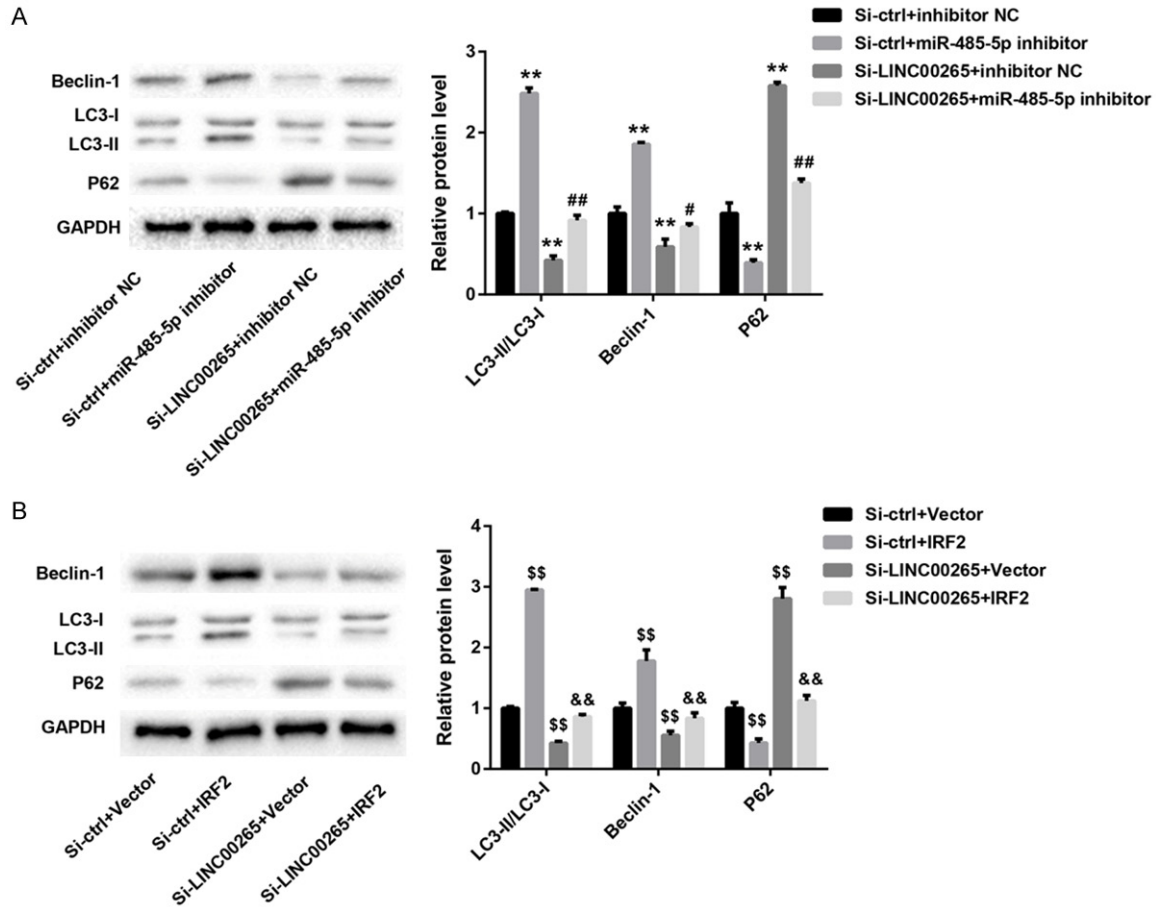 A
Beclin-1
LC3-I
LC3-II
P62
GAPDH
Si-ctrl+inhibitor NC
Si-ctrl+miR-485-5p inhibitor
Si-LINC00265+inhibitor NC
Si-LINC00265+miR-485-5p inhibitor
Relative protein level
3
2
1
0
**
**
##
**
**
#
**
**
##
LC3-II/LC3-I
Beclin-1
P62
Si-ctrl+inhibitor NC
Si-ctrl+miR-485-5p inhibitor
Si-LINC00265+inhibitor NC
Si-LINC00265+miR-485-5p inhibitor
B
Beclin-1
LC3-I
LC3-II
P62
GAPDH
Si-ctrl+Vector
Si-ctrl+IRF2
Si-LINC00265+Vector
Si-LINC00265+IRF2
Relative protein level
4
3
2
1
0
$$
$$
&&
$$
$$
&&
$$
$$
&&
LC3-II/LC3-I
Beclin-1
P62
Si-ctrl+Vector
Si-ctrl+IRF2
Si-LINC00265+Vector
Si-LINC00265+IRF2